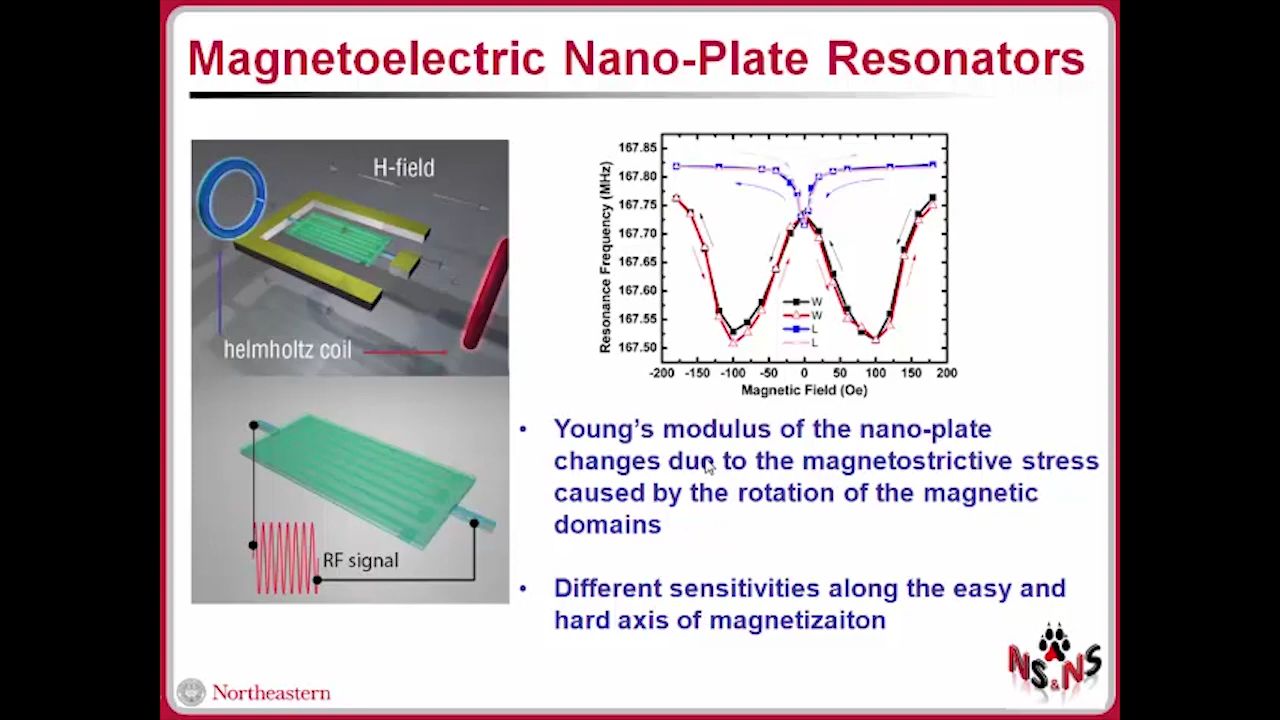 Magnetoelectric Nano-Plate Resonators
H-field
helmholtz coil
RF signal
Resonance Frequency (MHz)
167.85
167.80
167.75
167.70
167.65
167.60
167.55
167.50
W
W
L
L
-200 -150 -100 -50 0 50 100 150 200
Magnetic Field (Oe)
• Young's modulus of the nano-plate
changes due to the magnetostrictive stress
caused by the rotation of the magnetic
domains
• Different sensitivities along the easy and
hard axis of magnetizaiton
Northeastern
NS&NS